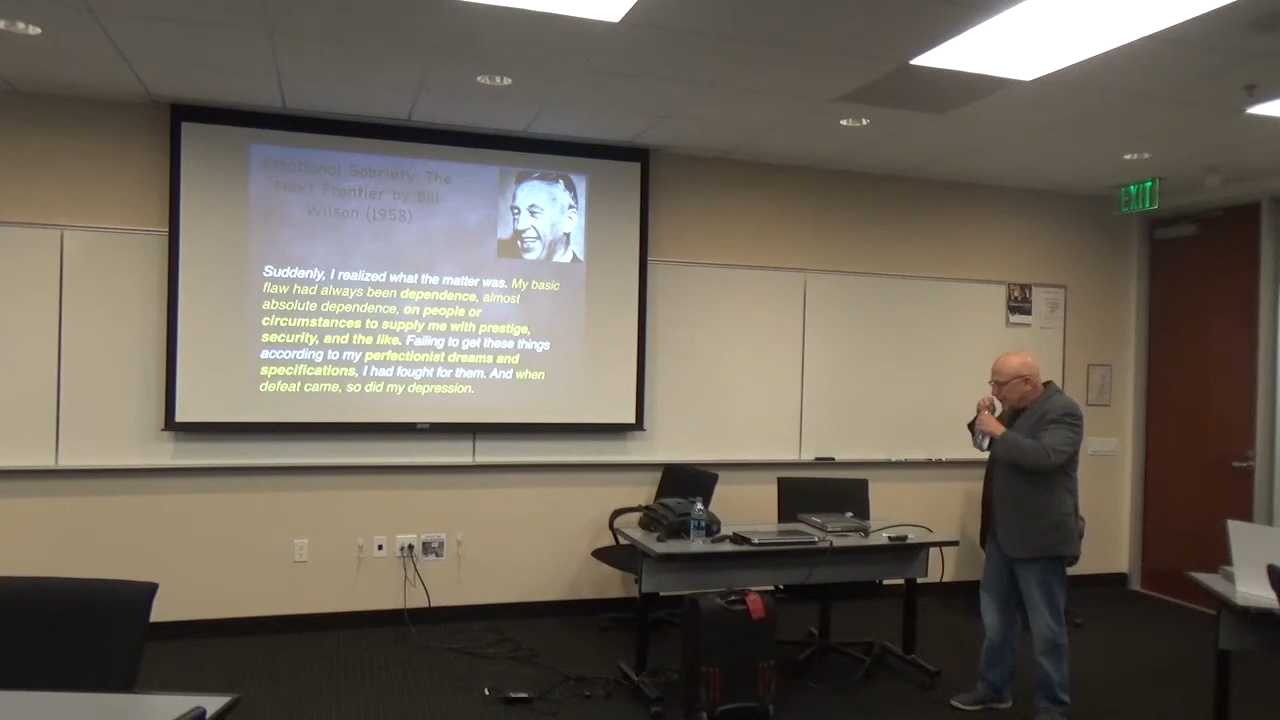 Emotional Sobriety: The
Next Frontier by Bill
Wilson (1958)
Suddenly, I realized what the matter was. My basic
flaw had always been dependence, almost
absolute dependence, on people or
circumstances to supply me with prestige,
security, and the like. Failing to get these things
according to my perfectionist dreams and
specifications, I had fought for them. And when
defeat came, so did my depression.
EXIT